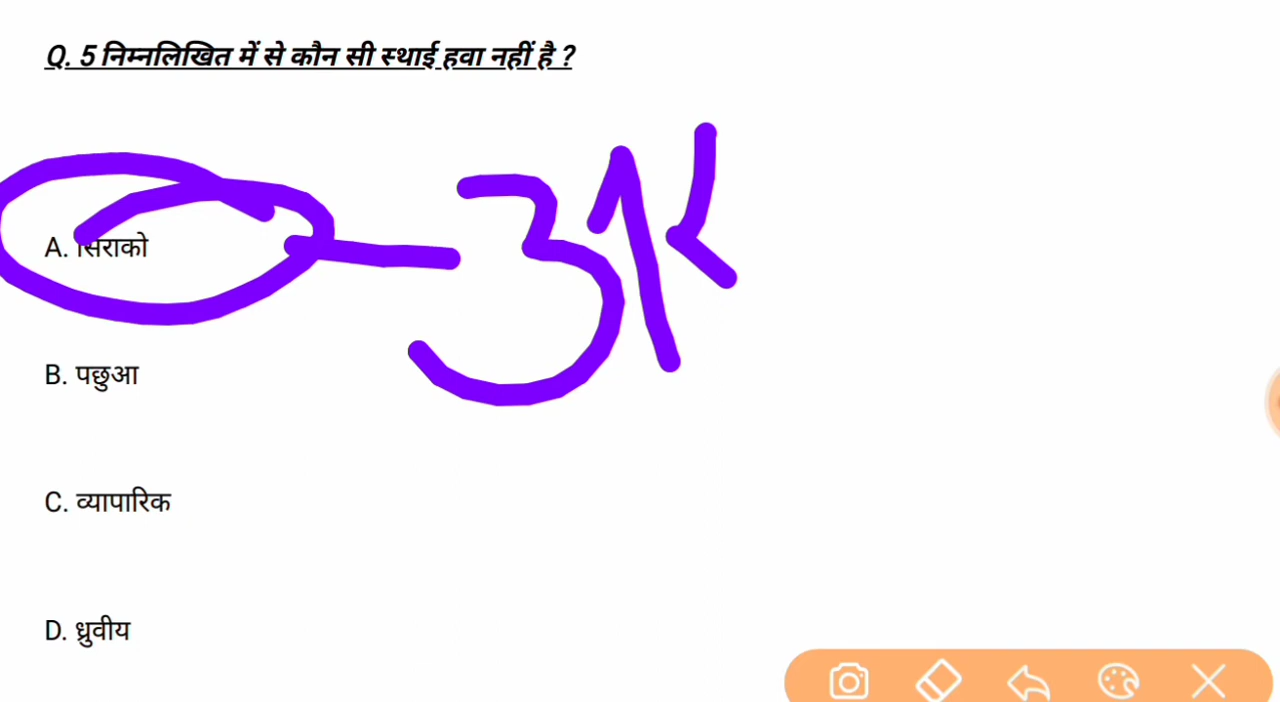 Q. 5 निम्नलिखित में से कौन सी स्थाई हवा नहीं है ?
A. सिराको
B. पछुआ
C. व्यापारिक
D. ध्रुवीय